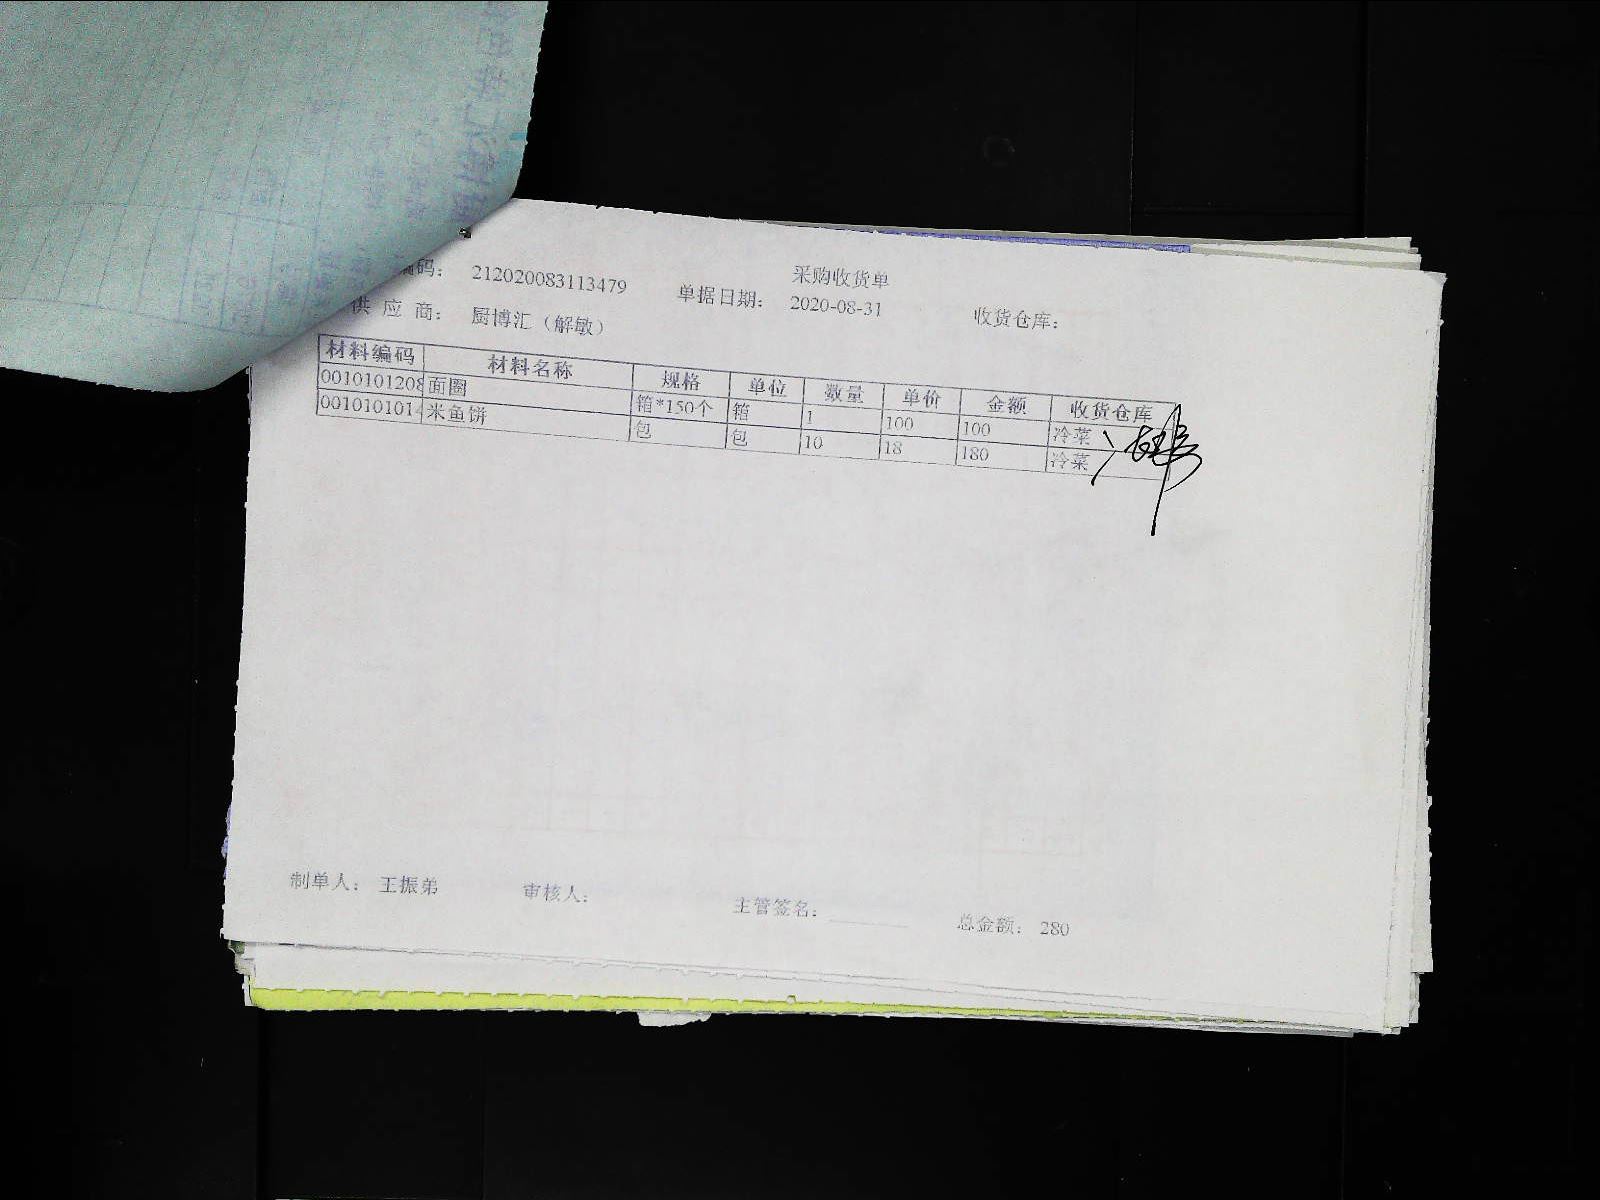 采购收货单
编码： 212020083113479 单据日期： 2020-08-31 收货仓库：
供 应 商： 厨博汇（解敏）
材料编码 材料名称 规格 单位 数量 单价 金额 收货仓库
0010101208 面圈 箱*150个 箱 1 100 100 冷菜
001010101 米鱼饼 包 包 10 18 180 冷菜
制单人： 王振弟 审核人： 主管签名： 总金额： 280